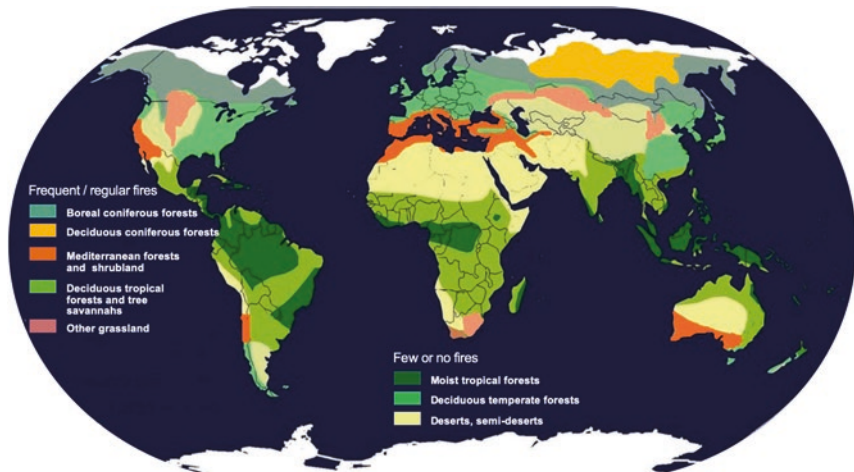 Frequent / regular fires
Boreal coniferous forests
Deciduous coniferous forests
Mediterranean forests
and shrubland
Deciduous tropical
forests and tree
savannahs
Other grassland
Few or no fires
Moist tropical forests
Deciduous temperate forests
Deserts, semi-deserts